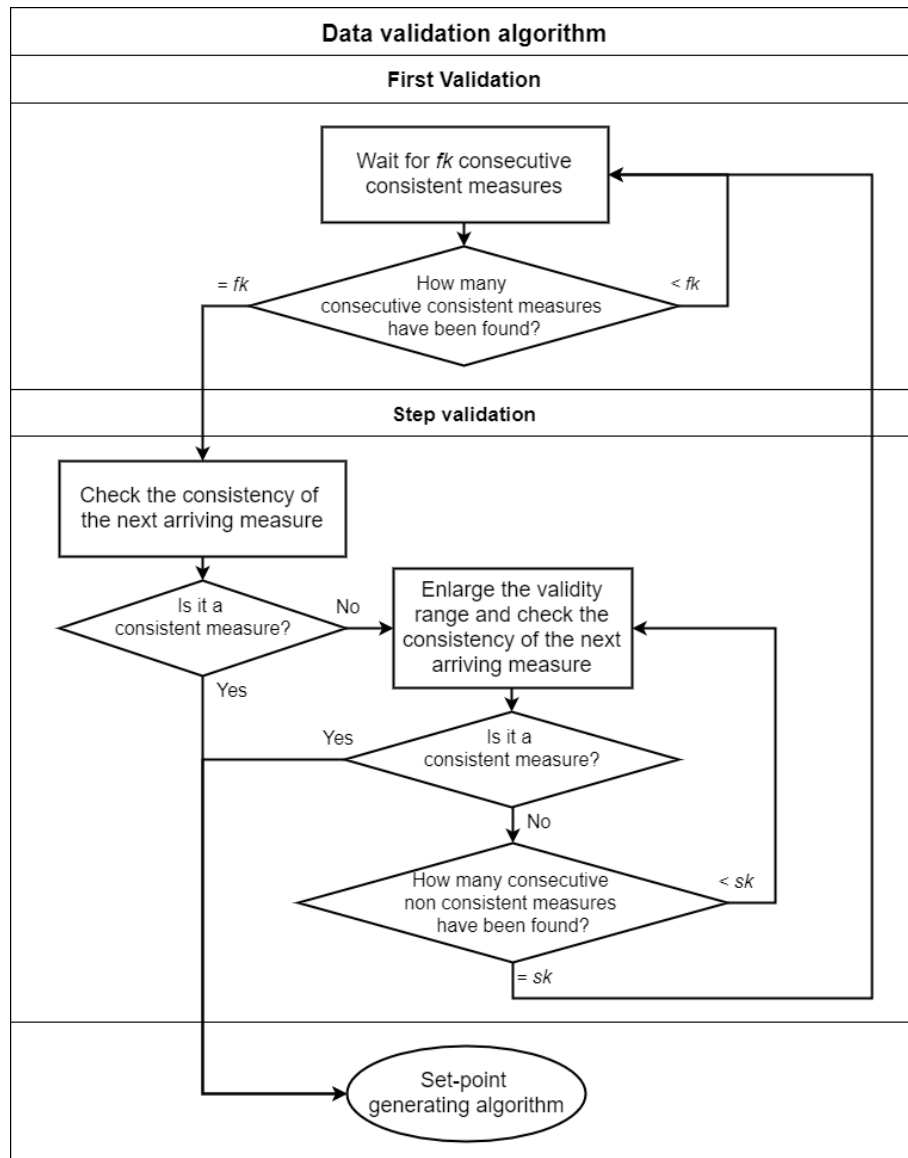 Data validation algorithm
First Validation
Wait for fk consecutive
consistent measures
How many
consecutive consistent measures
have been found?
= fk
< fk
Step validation
Check the consistency of
the next arriving measure
Is it a
consistent measure?
No
Yes
Enlarge the validity
range and check the
consistency of the next
arriving measure
Yes
Is it a
consistent measure?
No
How many consecutive
non consistent measures
have been found?
< sk
= sk
Set-point
generating algorithm